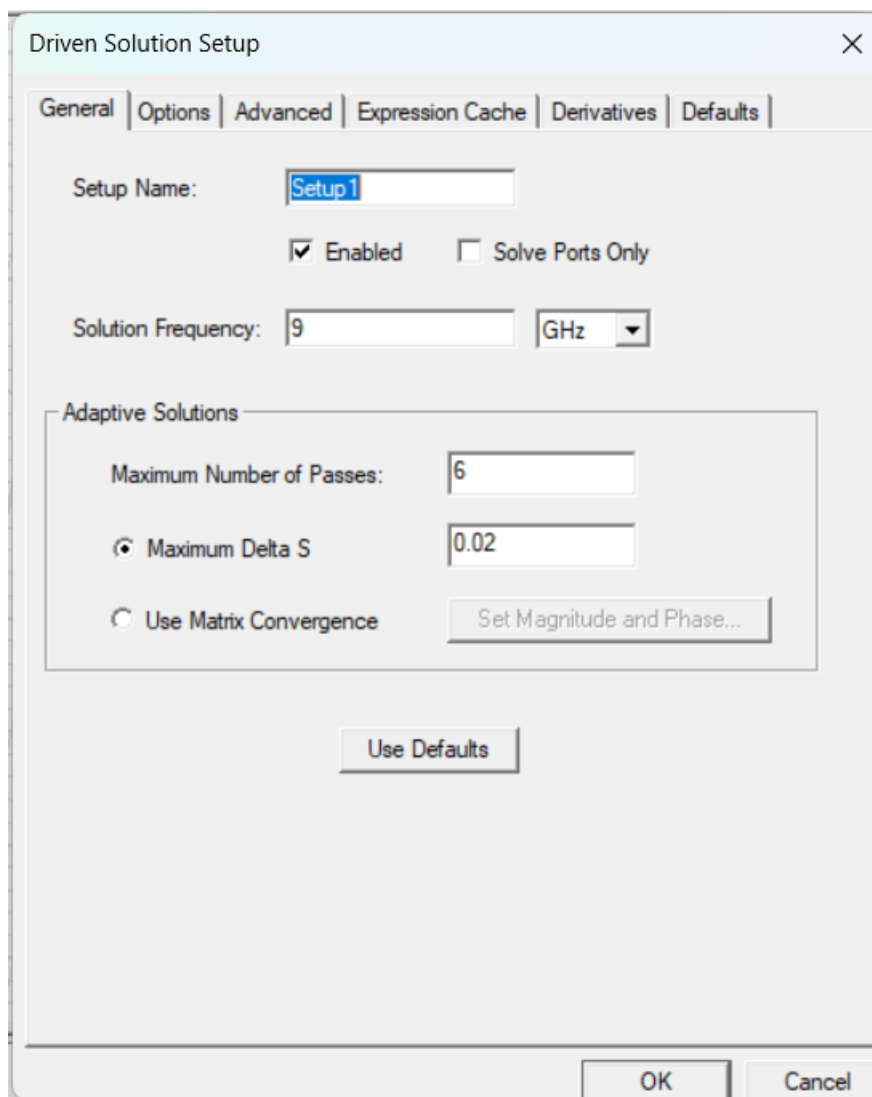 Driven Solution Setup
General Options Advanced Expression Cache Derivatives Defaults
Setup Name: Setup1
Enabled Solve Ports Only
Solution Frequency: 9 GHz
Adaptive Solutions
Maximum Number of Passes: 6
Maximum Delta S 0.02
Use Matrix Convergence Set Magnitude and Phase...
Use Defaults
OK Cancel